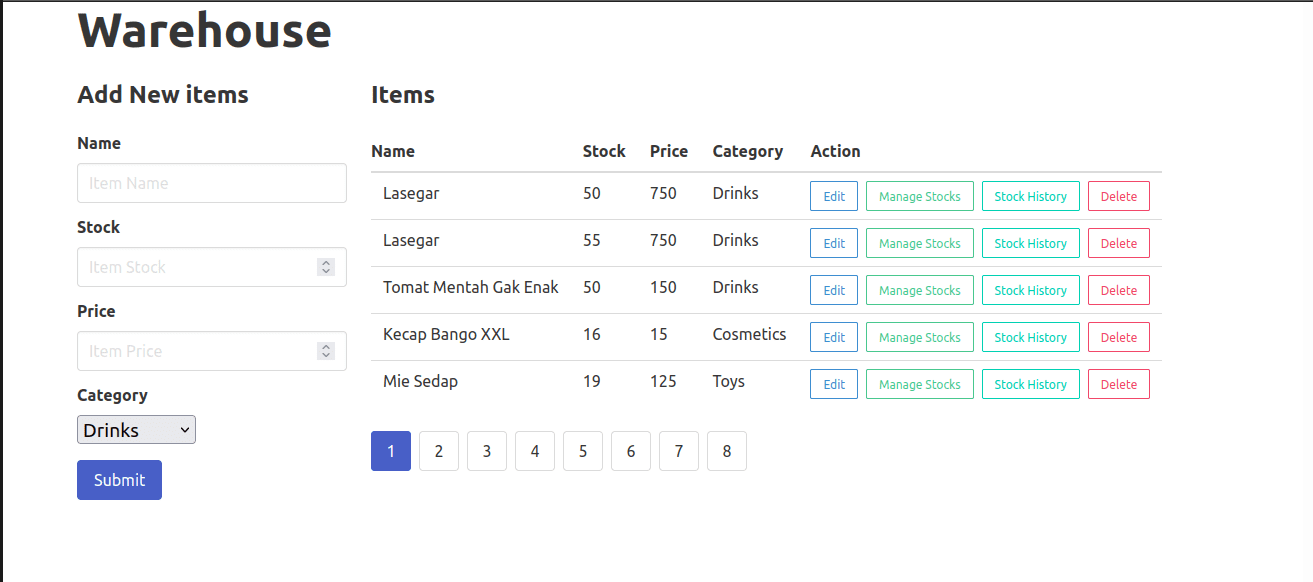 Warehouse
Add New items
Name
Item Name
Stock
Item Stock
Price
Item Price
Category
Drinks
Submit
Items
Name Stock Price Category Action
Lasegar 50 750 Drinks Edit Manage Stocks Stock History Delete
Lasegar 55 750 Drinks Edit Manage Stocks Stock History Delete
Tomat Mentah Gak Enak 50 150 Drinks Edit Manage Stocks Stock History Delete
Kecap Bango XXL 16 15 Cosmetics Edit Manage Stocks Stock History Delete
Mie Sedap 19 125 Toys Edit Manage Stocks Stock History Delete
1 2 3 4 5 6 7 8